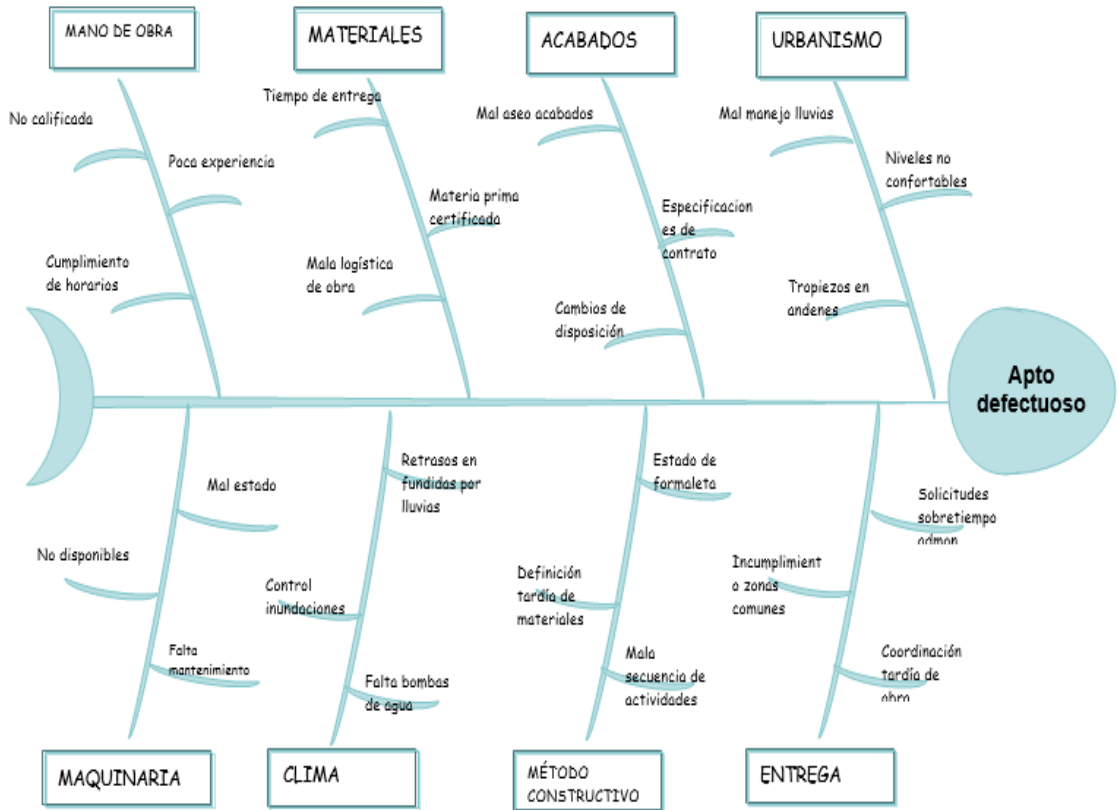 MANO DE OBRA
MATERIALES
ACABADOS
URBANISMO
No calificada
Poca experiencia
Cumplimiento
de horarios
Tiempo de entrega
Materia prima
certificada
Mala logística
de obra
Mal aseo acabados
Especificacion
es de
contrato
Cambios de
disposición
Mal manejo lluvias
Niveles no
confortables
Tropiezos en
andenes
Apto
defectuoso
Mal estado
No disponibles
Falta
mantenimiento
Retrasos en
fundidas por
lluvias
Control
inundaciones
Falta bombas
de agua
Estado de
formaleta
Definición
tardía de
materiales
Mala
secuencia de
actividades
Solicitudes
sobretiempo
admon
Incumplimient
o zonas
comunes
Coordinación
tardía de
obra
MAQUINARIA
CLIMA
MÉTODO
CONSTRUCTIVO
ENTREGA